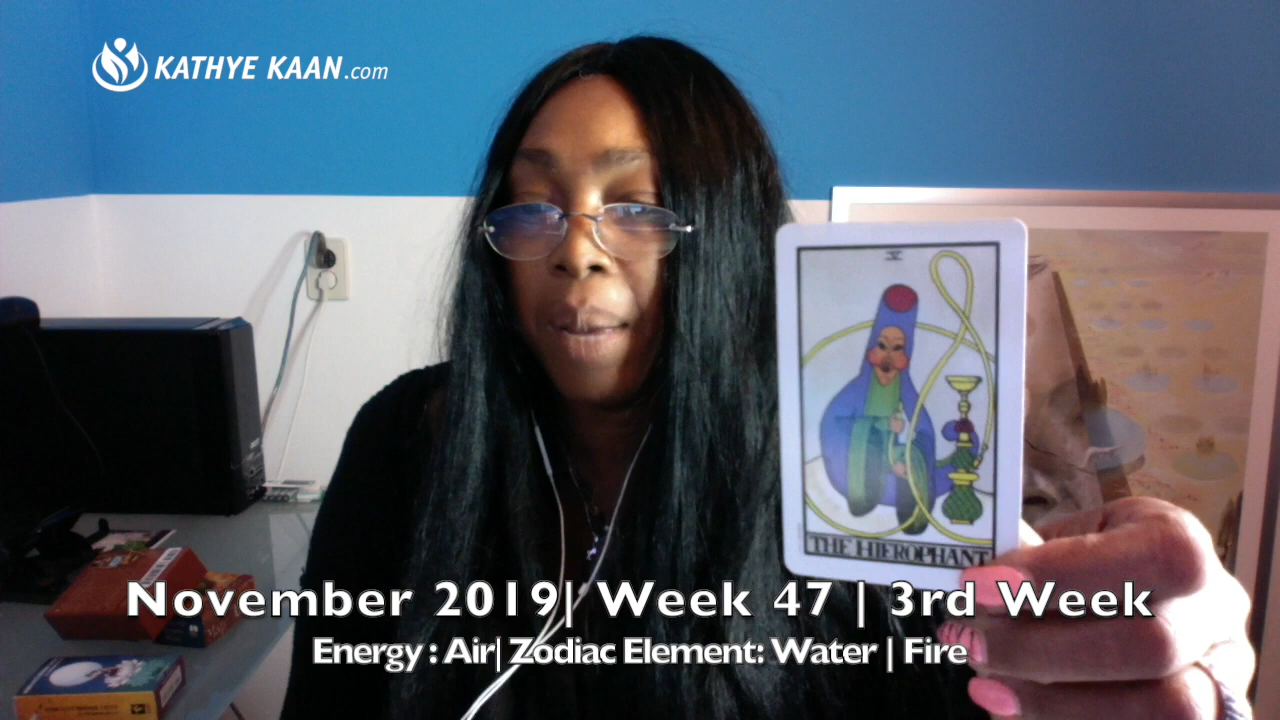 KATHYE KAAN.com
V
THE HIEROPHANT
November 2019| Week 47 | 3rd Week
Energy : Air| Zodiac Element: Water | Fire